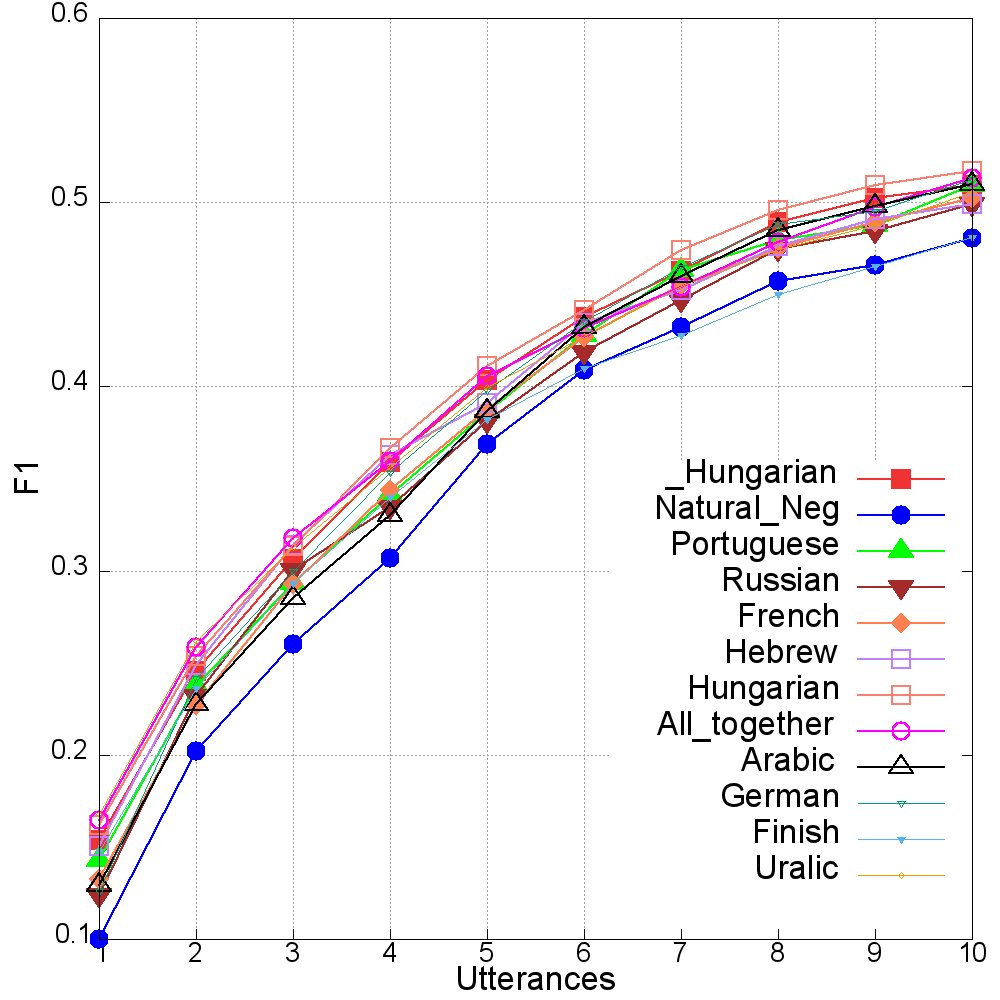 0.6
0.5
0.4
0.3
0.2
0.1
F1
_Hungarian
Natural_Neg
Portuguese
Russian
French
Hebrew
Hungarian
All_together
Arabic
German
Finish
Uralic
1 2 3 4 5 6 7 8 9 10
Utterances